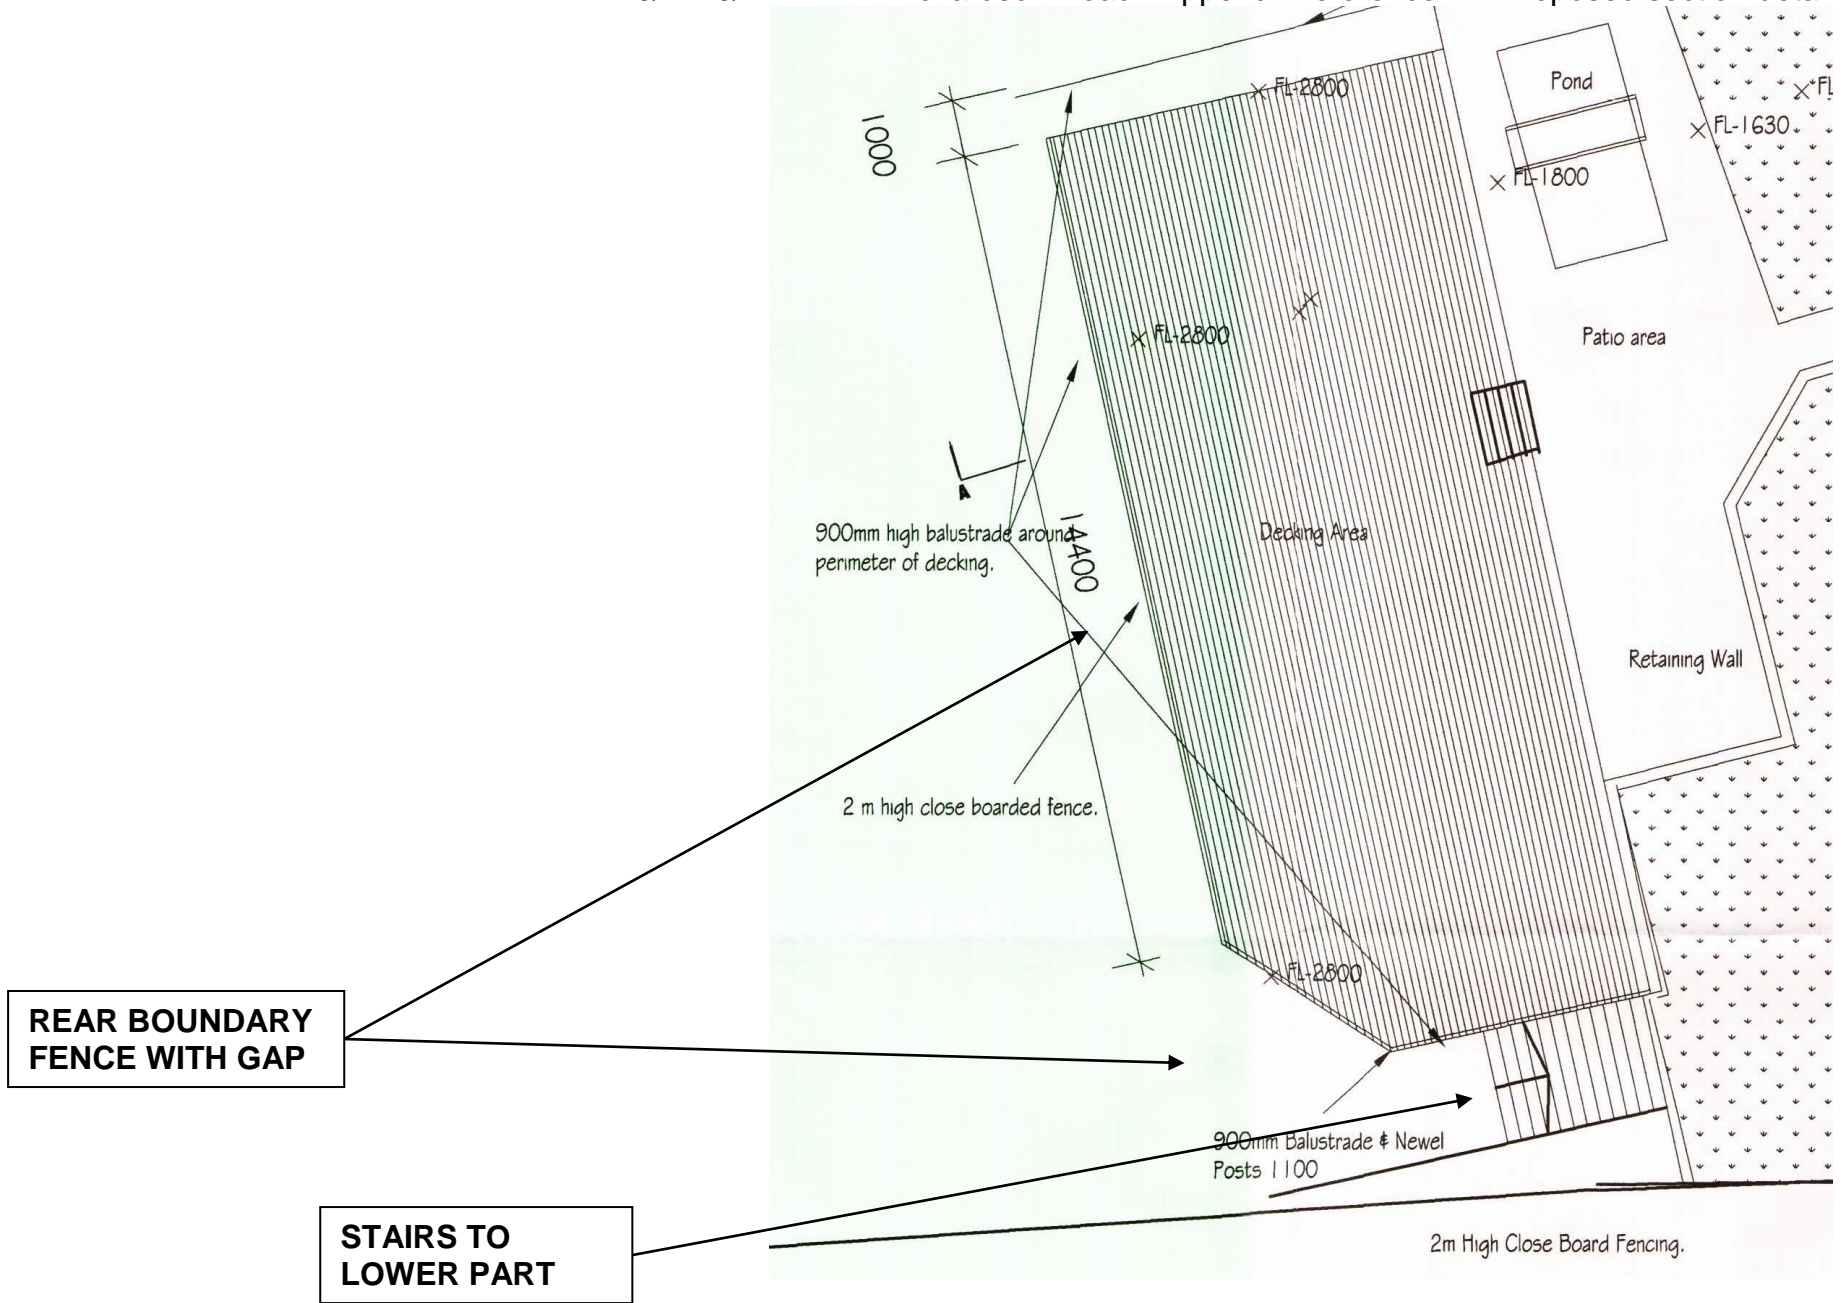 1000
FL-2800
Pond
FL-1630
FL-1800
FL-2800
Patio area
A
900mm high balustrade around
perimeter of decking.
14400
Decking Area
Retaining Wall
2 m high close boarded fence.
FL-2800
REAR BOUNDARY
FENCE WITH GAP
900mm Balustrade & Newel
Posts 1100
STAIRS TO
LOWER PART
2m High Close Board Fencing.